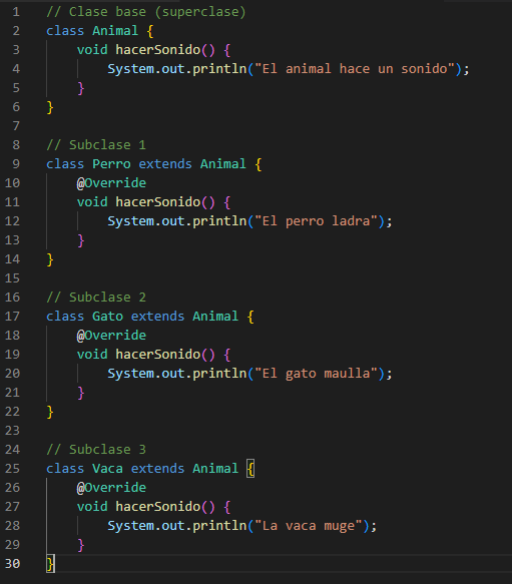 1 // Clase base (superclase)
2 class Animal {
3     void hacerSonido() {
4         System.out.println("El animal hace un sonido");
5     }
6 }
7
8 // Subclase 1
9 class Perro extends Animal {
10     @Override
11     void hacerSonido() {
12         System.out.println("El perro ladra");
13     }
14 }
15
16 // Subclase 2
17 class Gato extends Animal {
18     @Override
19     void hacerSonido() {
20         System.out.println("El gato maulla");
21     }
22 }
23
24 // Subclase 3
25 class Vaca extends Animal {
26     @Override
27     void hacerSonido() {
28         System.out.println("La vaca muge");
29     }
30 }